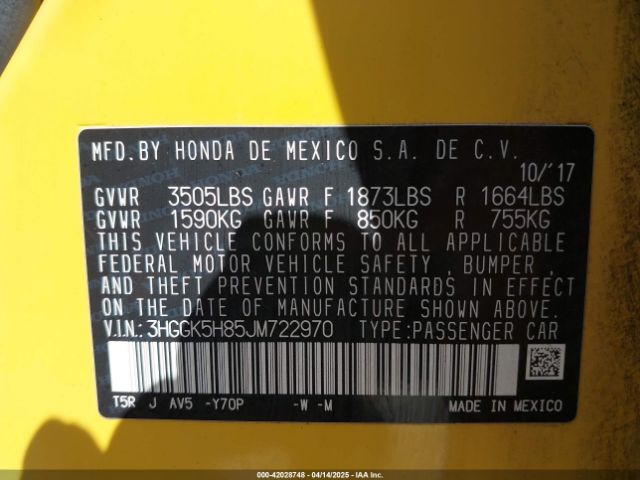 MFD. BY HONDA DE MEXICO S.A. DE C.V.
10/'17
GVWR 3505LBS GAWR F 1873LBS R 1664LBS
GVWR 1590KG GAWR F 850KG R 755KG
THIS VEHICLE CONFORMS TO ALL APPLICABLE
FEDERAL MOTOR VEHICLE SAFETY , BUMPER ,
AND THEFT PREVENTION STANDARDS IN EFFECT
ON THE DATE OF MANUFACTURE SHOWN ABOVE.
V.I.N.: 3HGGK5H85JM722970 TYPE: PASSENGER CAR
T5R J AV5 -Y70P -W -M MADE IN MEXICO
000-42028748 - 04/14/2025 - IAA Inc.